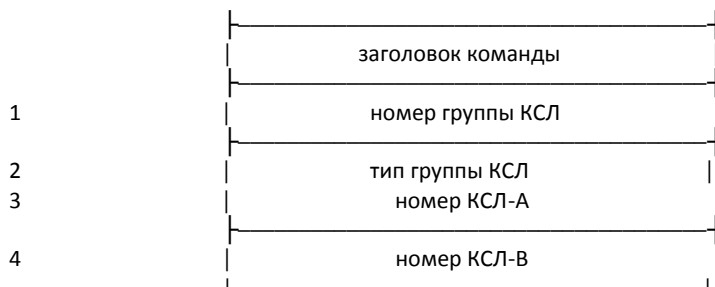 заголовок команды
1 номер группы КСЛ
2 тип группы КСЛ
3 номер КСЛ-А
4 номер КСЛ-В